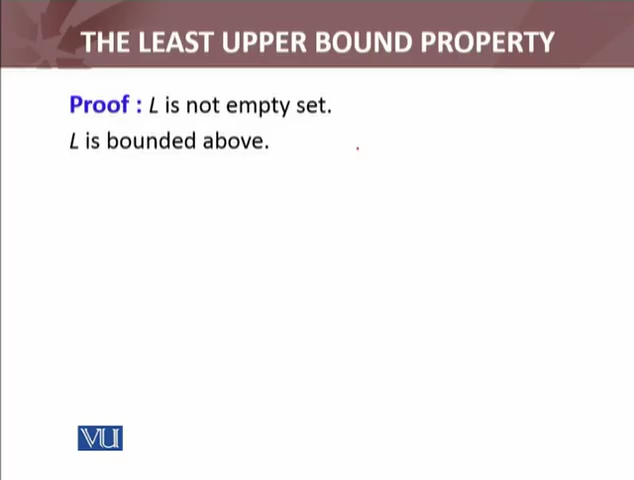 THE LEAST UPPER BOUND PROPERTY
Proof : L is not empty set.
L is bounded above.
VU